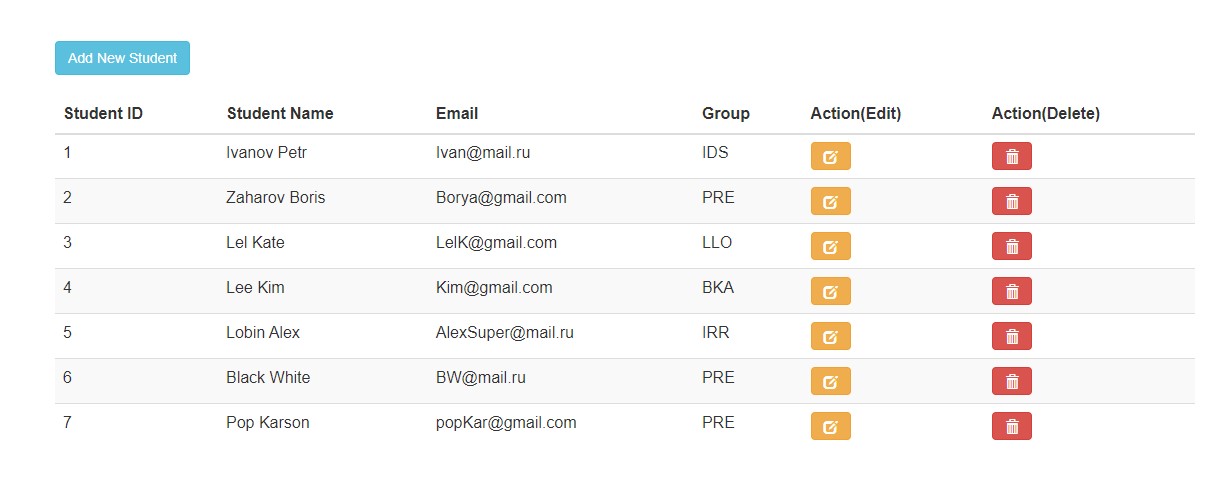 Add New Student
Student ID Student Name Email Group Action(Edit) Action(Delete)
1 Ivanov Petr Ivan@mail.ru IDS
2 Zaharov Boris Borya@gmail.com PRE
3 Lel Kate LelK@gmail.com LLO
4 Lee Kim Kim@gmail.com BKA
5 Lobin Alex AlexSuper@mail.ru IRR
6 Black White BW@mail.ru PRE
7 Pop Karson popKar@gmail.com PRE